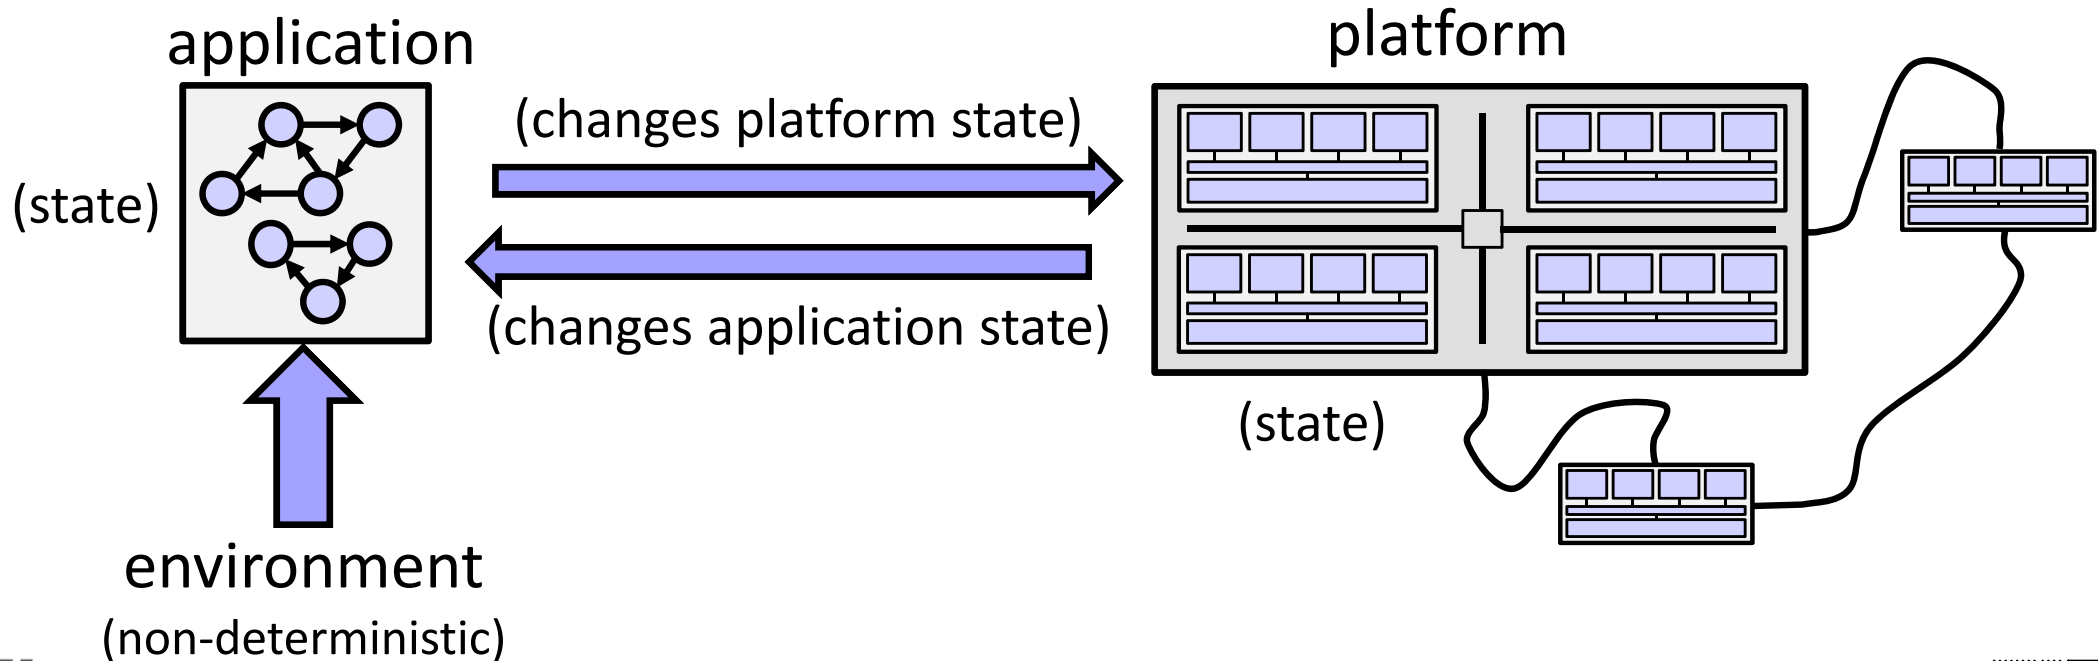 application
platform
(changes platform state)
(state)
(changes application state)
(state)
environment
(non-deterministic)